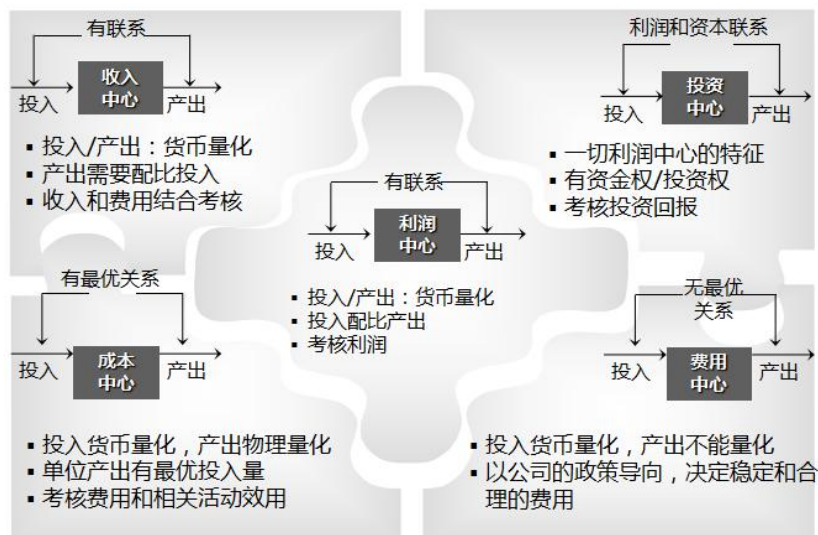 有联系
投入
收入
中心
产出
▪ 投入/产出：货币量化
▪ 产出需要配比投入
▪ 收入和费用结合考核
利润和资本联系
投入
投资
中心
产出
▪ 一切利润中心的特征
▪ 有资金权/投资权
▪ 考核投资回报
有联系
投入
利润
中心
产出
▪ 投入/产出：货币量化
▪ 投入配比产出
▪ 考核利润
有最优关系
投入
成本
中心
产出
▪ 投入货币量化，产出物理量化
▪ 单位产出有最优投入量
▪ 考核费用和相关活动效用
无最优
关系
投入
费用
中心
产出
▪ 投入货币量化，产出不能量化
▪ 以公司的政策导向，决定稳定和合
理的费用